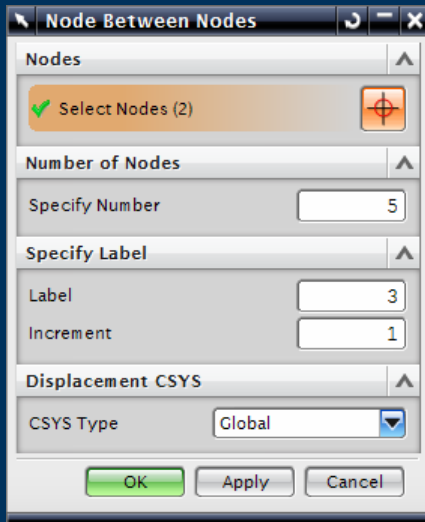 Node Between Nodes
Nodes
Select Nodes (2)
Number of Nodes
Specify Number 5
Specify Label
Label 3
Increment 1
Displacement CSYS
CSYS Type Global
OK Apply Cancel